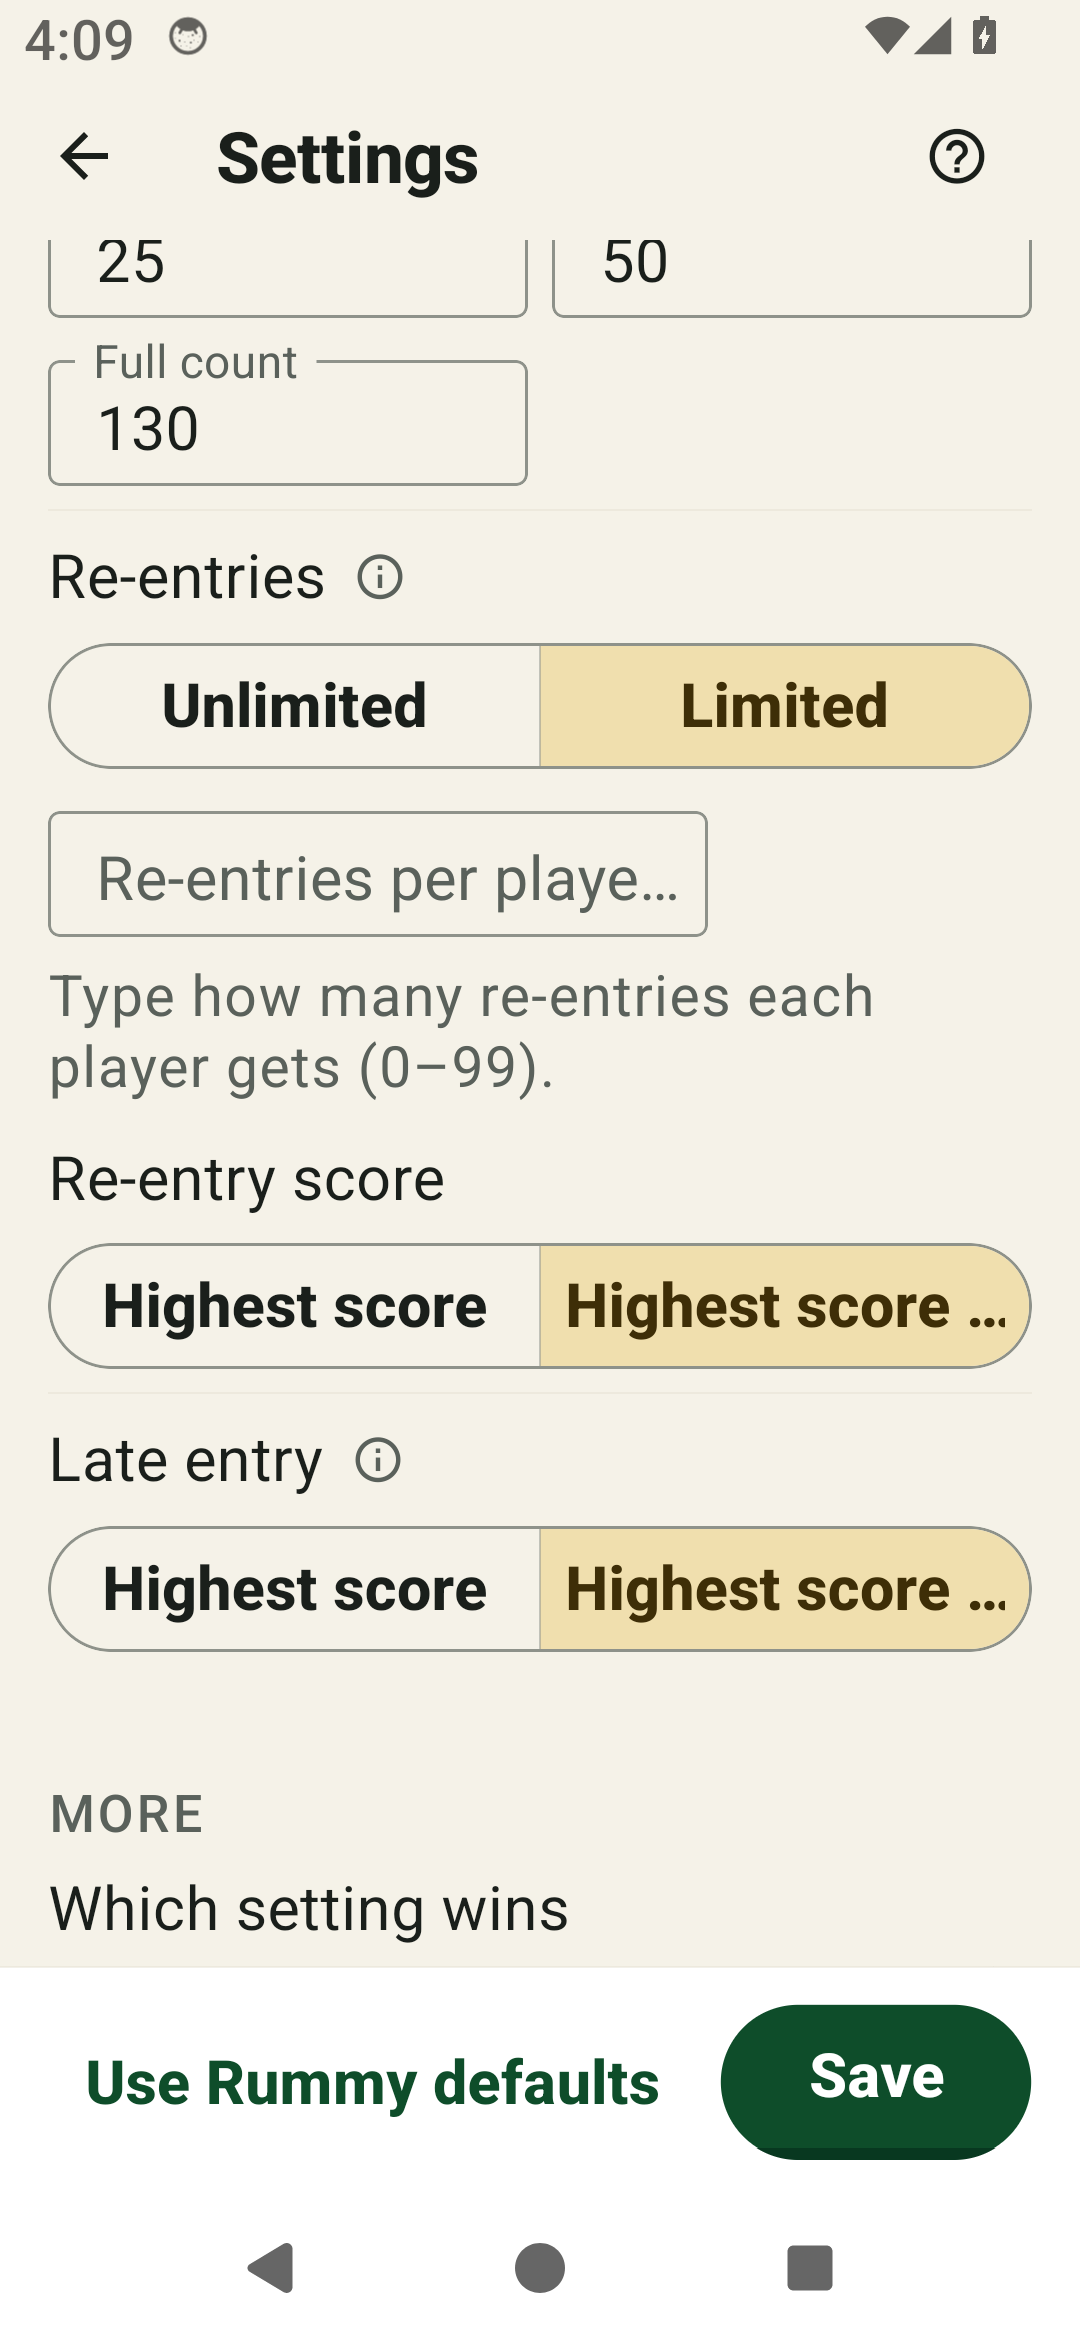 4:09
Settings
25 50
Full count
130
Re-entries
Unlimited Limited
Re-entries per playe…
Type how many re-entries each
player gets (0–99).
Re-entry score
Highest score Highest score …
Late entry
Highest score Highest score …
MORE
Which setting wins
Use Rummy defaults Save